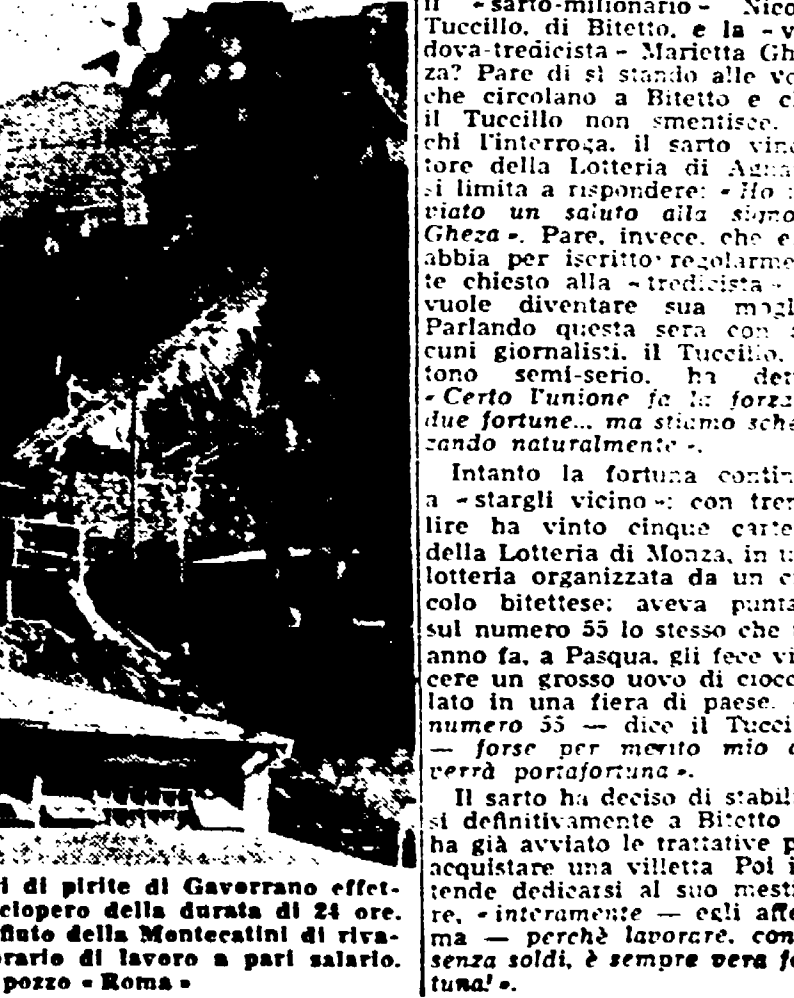 i di pirite di Gavorrano effet-
ciopero della durata di 24 ore.
fiuto della Montecatini di riva-
orario di lavoro a pari salario.
pozzo « Roma »
il « sarto-milionario » Nico
Tuccillo, di Bitetto, e la « v
dova-tredicista » Marietta Gh
za? Pare di sì stando alle vo
che circolano a Bitetto e c
il Tuccillo non smentisce.
chi l'interroga, il sarto vinc
tore della Lotteria di Agna
si limita a rispondere: « Ho
viato un saluto alla signo
Gheza ». Pare, invece, che e
abbia per iscritto regolarme
te chiesto alla « tredicista »
vuole diventare sua mogl
Parlando questa sera con a
cuni giornalisti, il Tuccillo,
tono semi-serio, ha det
« Certo l'unione fa la forza
due fortune... ma stiamo sche
zando naturalmente ».
Intanto la fortuna contin
a « stargli vicino »: con tren
lire ha vinto cinque carte
della Lotteria di Monza, in u
lotteria organizzata da un c
colo bitettese; aveva punta
sul numero 55 lo stesso che
anno fa, a Pasqua, gli fece vi
cere un grosso uovo di ciocc
lato in una fiera di paese.
numero 55 — dice il Tucci
— forse per merito mio d
verrà portafortuna ».
Il sarto ha deciso di stabili
si definitivamente a Bitetto
ha già avviato le trattative p
acquistare una villetta Poi i
tende dedicarsi al suo mesti
re, « interamente — egli affe
ma — perchè lavorare, con
senza soldi, è sempre vera fo
tuna! ».